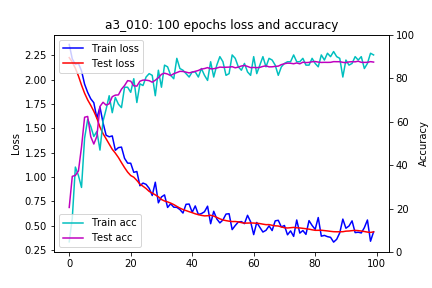 a3_010: 100 epochs loss and accuracy
Train loss
Test loss
Train acc
Test acc
Loss
2.25
2.00
1.75
1.50
1.25
1.00
0.75
0.50
0.25
Accuracy
100
80
60
40
20
0
0 20 40 60 80 100